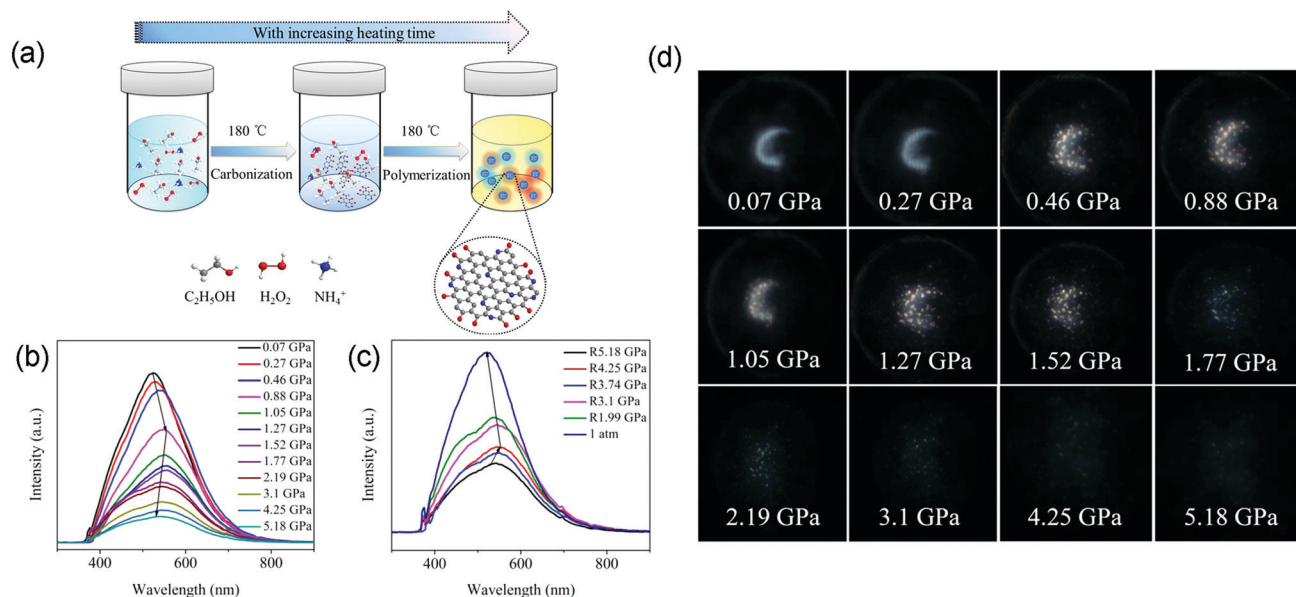 (a)
With increasing heating time
180 ℃
Carbonization
180 ℃
Polymerization
C₂H₅OH
H₂O₂
NH₄⁺
(b)
Intensity (a.u.)
0.07 GPa
0.27 GPa
0.46 GPa
0.88 GPa
1.05 GPa
1.27 GPa
1.52 GPa
1.77 GPa
2.19 GPa
3.1 GPa
4.25 GPa
5.18 GPa
400
600
800
Wavelength (nm)
(c)
Intensity (a.u.)
R5.18 GPa
R4.25 GPa
R3.74 GPa
R3.1 GPa
R1.99 GPa
1 atm
400
600
800
Wavelength (nm)
(d)
0.07 GPa
0.27 GPa
0.46 GPa
0.88 GPa
1.05 GPa
1.27 GPa
1.52 GPa
1.77 GPa
2.19 GPa
3.1 GPa
4.25 GPa
5.18 GPa